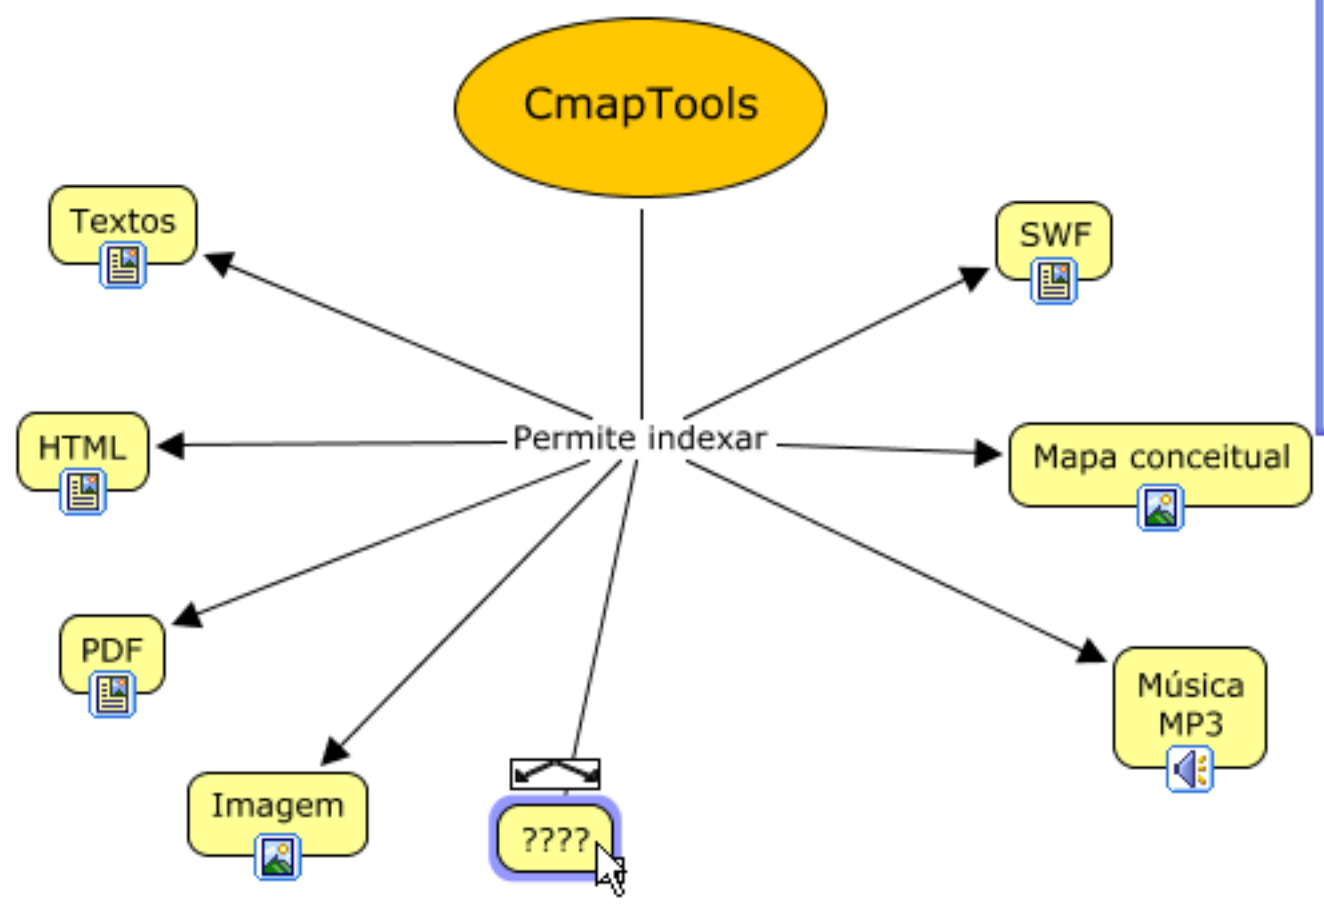 CmapTools
Textos
SWF
Permite indexar
HTML
Mapa conceitual
PDF
Música
MP3
Imagem
????